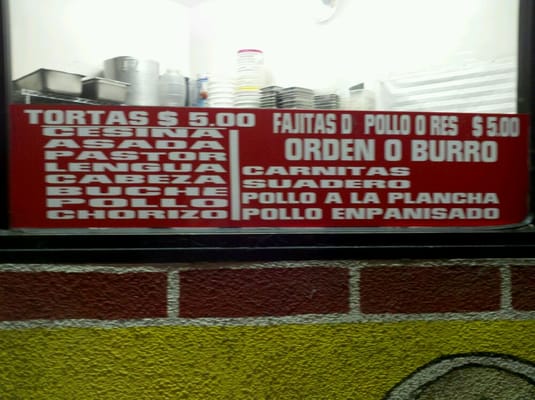 TORTAS $ 5.00
CESINA
ASADA
PASTOR
LENGUA
CABEZA
BUCHE
POLLO
CHORIZO
FAJITAS D POLLO O RES $ 5.00
ORDEN O BURRO
CARNITAS
SUADERO
POLLO A LA PLANCHA
POLLO ENPANISADO